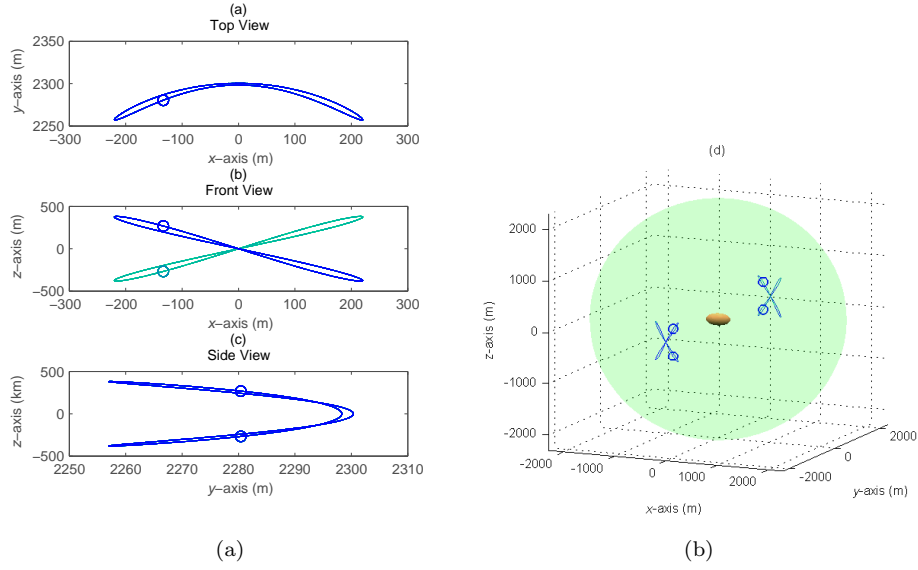 (a)
Top View
2350
2300
2250
y–axis (m)
−300 −200 −100 0 100 200 300
x–axis (m)
(b)
Front View
500
0
−500
z–axis (m)
−300 −200 −100 0 100 200 300
x–axis (m)
(c)
Side View
500
0
−500
z–axis (km)
2250 2260 2270 2280 2290 2300 2310
y–axis (m)
(a)
(d)
2000
1000
0
-1000
-2000
z-axis (m)
-2000 -1000 0 1000 2000
x-axis (m)
-2000 0 2000
y-axis (m)
(b)